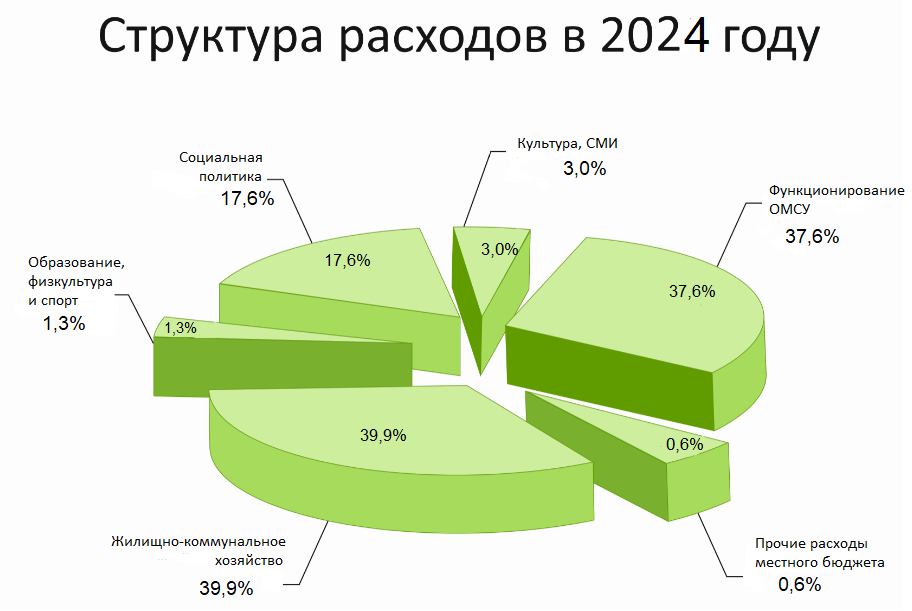 Структура расходов в 2024 году
Культура, СМИ
3,0%
Социальная
политика
17,6%
Функционирование
ОМСУ
37,6%
Образование,
физкультура
и спорт
1,3%
3,0%
17,6%
37,6%
1,3%
39,9%
0,6%
Жилищно-коммунальное
хозяйство
39,9%
Прочие расходы
местного бюджета
0,6%